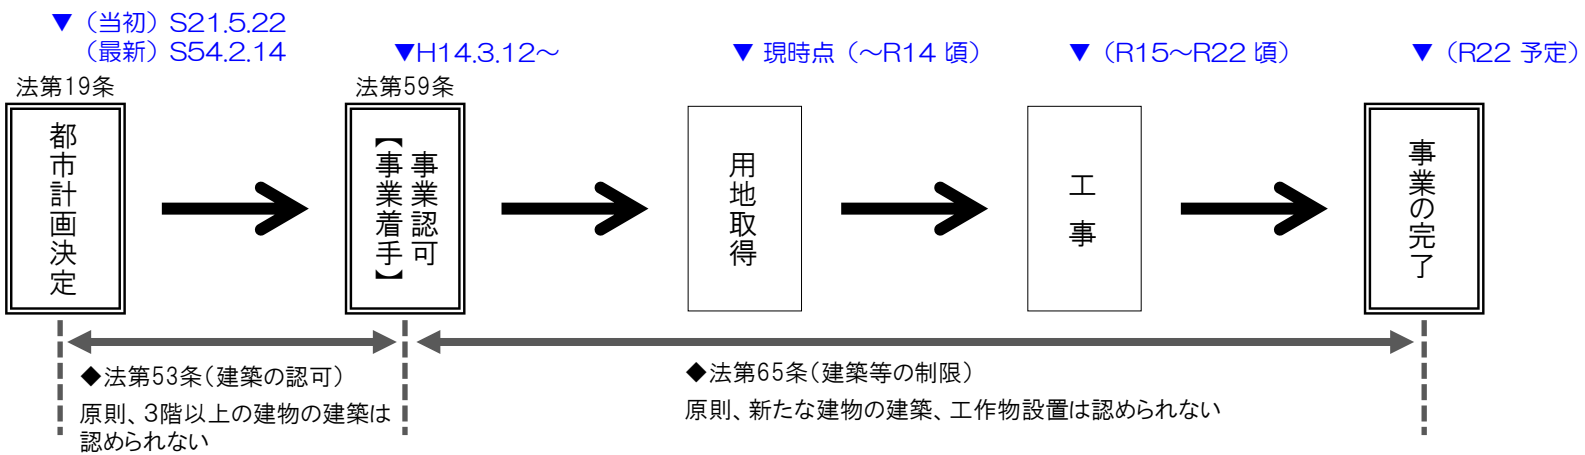 ▼（当初）S21.5.22
（最新）S54.2.14
▼H14.3.12～
▼ 現時点（～R14 頃）
▼（R15～R22 頃）
▼（R22 予定）
法第19条
法第59条
都市計画決定
事業認可
【事業着手】
用地取得
工事
事業の完了
◆法第53条（建築の認可）
原則、3階以上の建物の建築は
認められない
◆法第65条（建築等の制限）
原則、新たな建物の建築、工作物設置は認められない